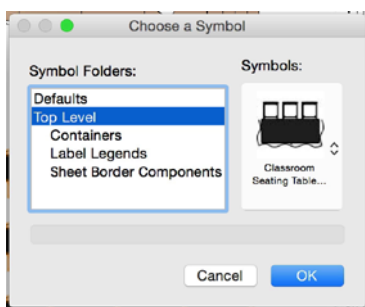 Choose a Symbol
Symbol Folders:
Defaults
Top Level
Containers
Label Legends
Sheet Border Components
Symbols:
Classroom
Seating Table...
Cancel
OK